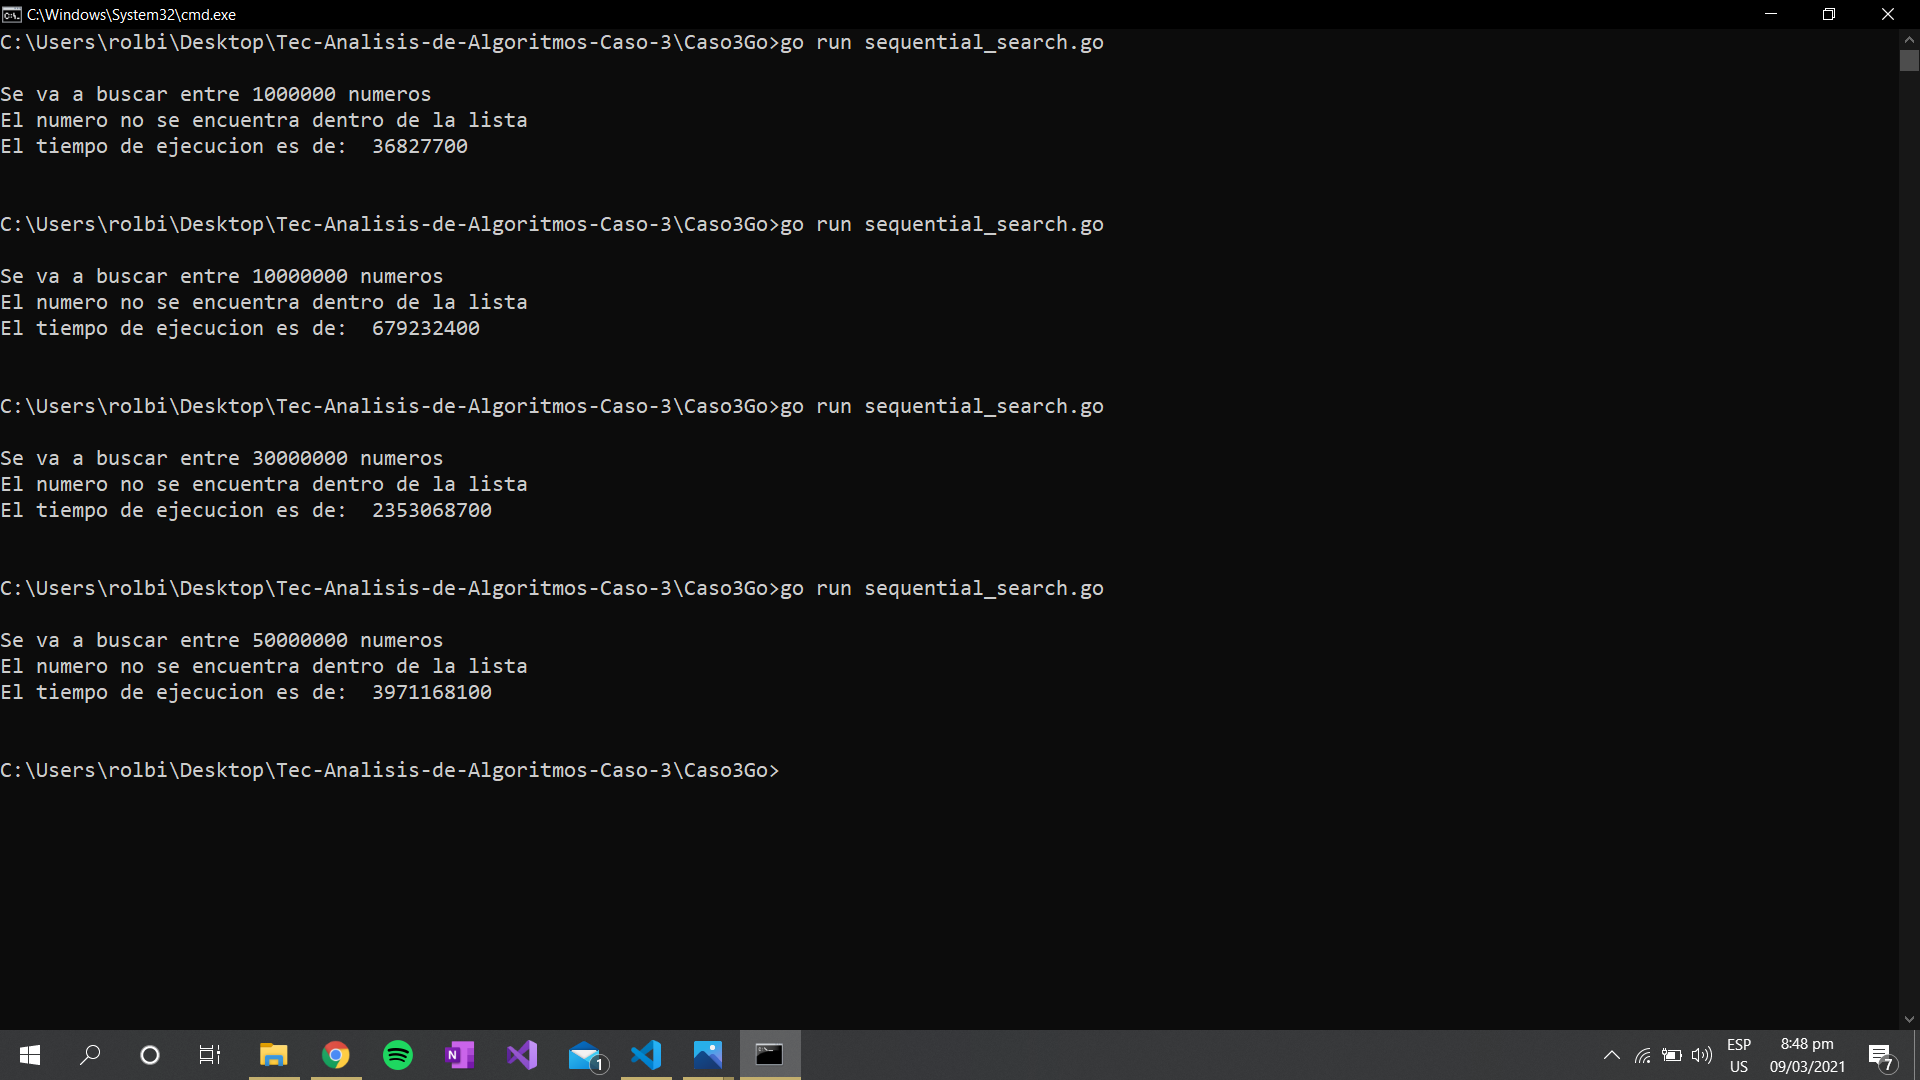 C:\Windows\System32\cmd.exe
C:\Users\rolbi\Desktop\Tec-Analisis-de-Algoritmos-Caso-3\Caso3Go>go run sequential_search.go
Se va a buscar entre 1000000 numeros
El numero no se encuentra dentro de la lista
El tiempo de ejecucion es de:  36827700
C:\Users\rolbi\Desktop\Tec-Analisis-de-Algoritmos-Caso-3\Caso3Go>go run sequential_search.go
Se va a buscar entre 10000000 numeros
El numero no se encuentra dentro de la lista
El tiempo de ejecucion es de:  679232400
C:\Users\rolbi\Desktop\Tec-Analisis-de-Algoritmos-Caso-3\Caso3Go>go run sequential_search.go
Se va a buscar entre 30000000 numeros
El numero no se encuentra dentro de la lista
El tiempo de ejecucion es de:  2353068700
C:\Users\rolbi\Desktop\Tec-Analisis-de-Algoritmos-Caso-3\Caso3Go>go run sequential_search.go
Se va a buscar entre 50000000 numeros
El numero no se encuentra dentro de la lista
El tiempo de ejecucion es de:  3971168100
C:\Users\rolbi\Desktop\Tec-Analisis-de-Algoritmos-Caso-3\Caso3Go>
N
1
ESP
US
8:48 pm
09/03/2021
7